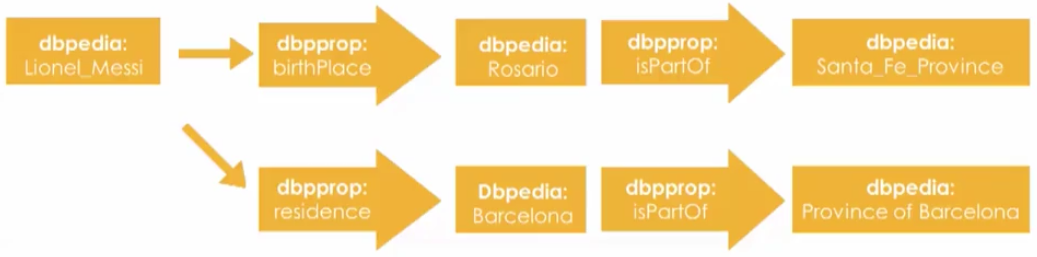 dbpedia:
Lionel_Messi
dbpprop:
birthPlace
dbpedia:
Rosario
dbpprop:
isPartOf
dbpedia:
Santa_Fe_Province
dbpprop:
residence
Dbpedia:
Barcelona
dbpprop:
isPartOf
dbpedia:
Province of Barcelona